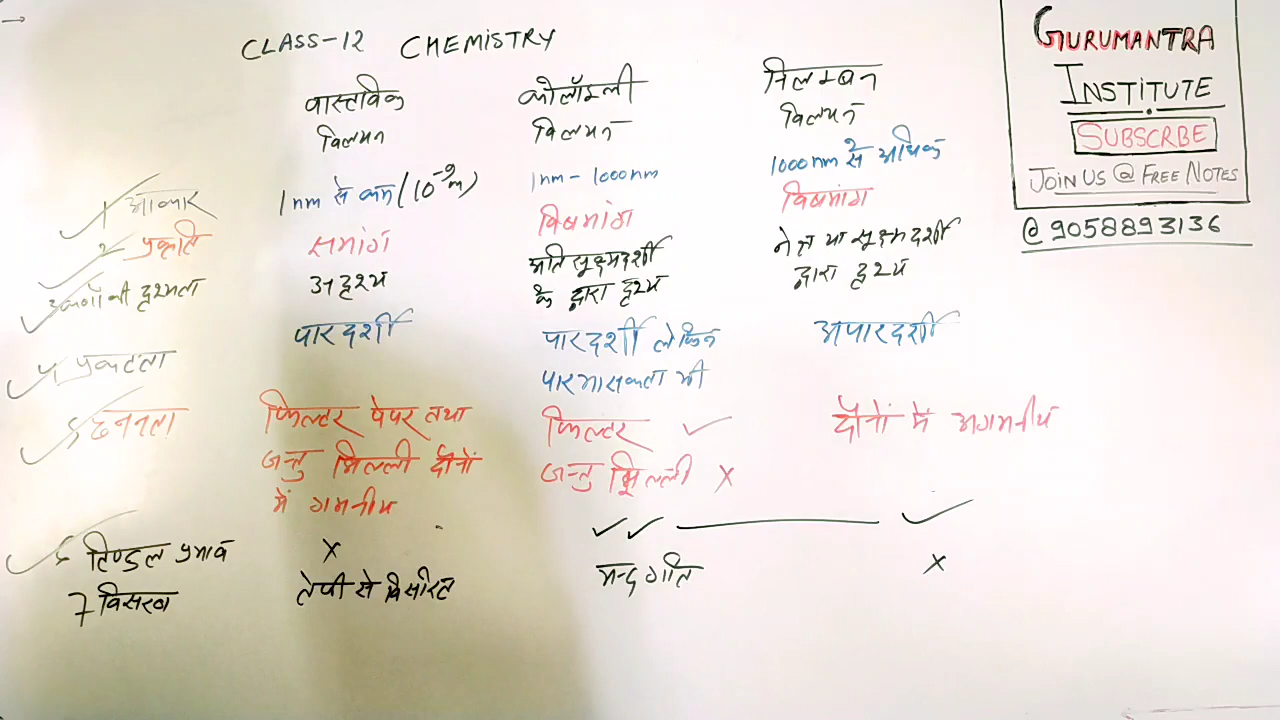 CLASS-12 CHEMISTRY
GURUMANTRA
INSTITUTE
SUBSCRBE
JOIN US @ FREE NOTES
@ 9058893136
वास्तविक विलयन
कोलॉइडी विलयन
निलम्बन विलयन
1 आकार
1nm से कम (10⁻⁹m)
1nm - 1000nm
1000nm से अधिक
2 प्रकृति
समांग
विषमांग
विषमांग
3 कणों की दृश्यता
अदृश्य
अति सूक्ष्मदर्शी
के द्वारा दृश्य
नेत्र या सूक्ष्मदर्शी
द्वारा दृश्य
4 प्रकटता
पारदर्शी
पारदर्शी लेकिन
पारभासकता भी
अपारदर्शी
5 छननता
फिल्टर पेपर तथा
जन्तु झिल्ली दोनों
में गमनीय
फिल्टर ✓
जन्तु झिल्ली x
दोनों में अगमनीय
6 टिण्डल प्रभाव
x
✓✓
✓
7 विसरण
तेजी से विसरित
मन्द गति
x